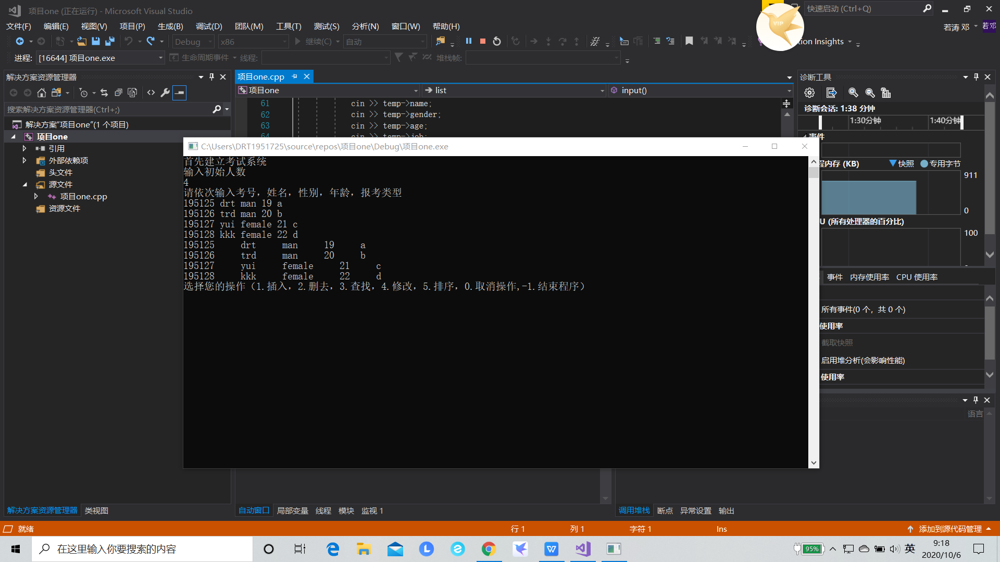 项目one (正在运行) - Microsoft Visual Studio
快速启动 (Ctrl+Q)
文件(F) 编辑(E) 视图(V) 项目(P) 生成(B) 调试(D) 团队(M) 工具(T) 测试(S) 分析(N) 窗口(W) 帮助(H)
VIP
若涛 邓 若邓
Debug x86 继续(C) 自动
tion Insights
进程: [16644] 项目one.exe 生命周期事件 线程: 堆栈帧:
解决方案资源管理器
搜索解决方案资源管理器(Ctrl+;)
解决方案"项目one"(1 个项目)
项目one
引用
外部依赖项
头文件
源文件
项目one.cpp
资源文件
项目one.cpp
项目one list input()
61 cin >> temp->name;
62 cin >> temp->gender;
63 cin >> temp->age;
64 cin >> temp->job;
C:\Users\DRT1951725\source\repos\项目one\Debug\项目one.exe
首先建立考试系统
输入初始人数
4
请依次输入考号，姓名，性别，年龄，报考类型
195125 drt man 19 a
195126 trd man 20 b
195127 yui female 21 c
195128 kkk female 22 d
195125 drt man 19 a
195126 trd man 20 b
195127 yui female 21 c
195128 kkk female 22 d
选择您的操作（1.插入，2.删去，3.查找，4.修改，5.排序，0.取消操作,-1.结束程序）
诊断工具
诊断会话: 1:38 分钟
1:30分钟 1:40分钟
事件
程内存 (KB) 快照 专用字节
911
0
U (所有处理器的百分比)
100
事件 内存使用率 CPU 使用率
所有事件(0 个，共 0 个)
使用率
截取快照
启用堆分析(会影响性能)
使用率
语言
解决方案资源管理器 类视图
自动窗口 局部变量 线程 模块 监视 1
调用堆栈 断点 异常设置 输出
就绪 行 1 列 1 字符 1 Ins 添加到源代码管理
在这里输入你要搜索的内容
95% 英
9:18
2020/10/6